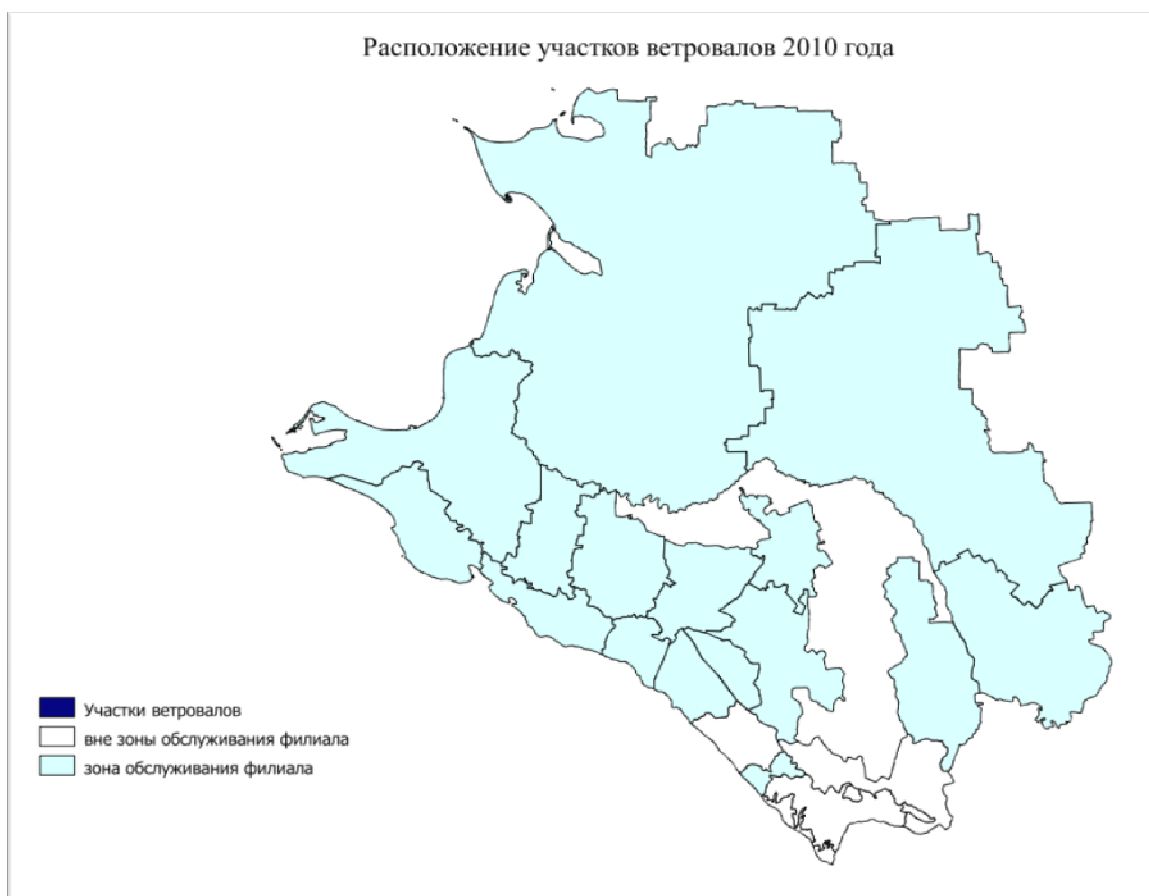 Расположение участков ветровалов 2010 года
Участки ветровалов
вне зоны обслуживания филиала
зона обслуживания филиала